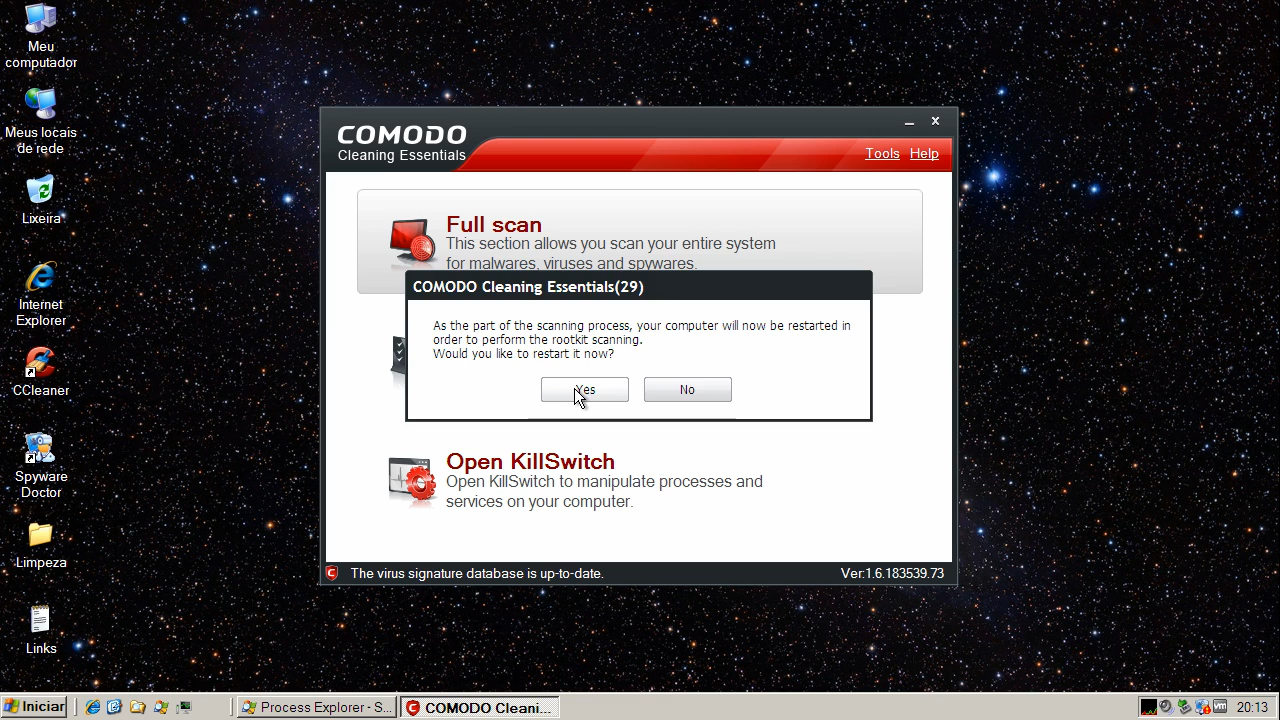 Meu
computador
Meus locais
de rede
Lixeira
Internet
Explorer
CCleaner
Spyware
Doctor
Limpeza
Links
COMODO
Cleaning Essentials
Tools Help
Full scan
This section allows you scan your entire system
for malwares, viruses and spywares.
COMODO Cleaning Essentials(29)
As the part of the scanning process, your computer will now be restarted in
order to perform the rootkit scanning.
Would you like to restart it now?
Yes No
Open KillSwitch
Open KillSwitch to manipulate processes and
services on your computer.
The virus signature database is up-to-date. Ver:1.6.183539.73
Iniciar Process Explorer - S... COMODO Cleani... 20:13